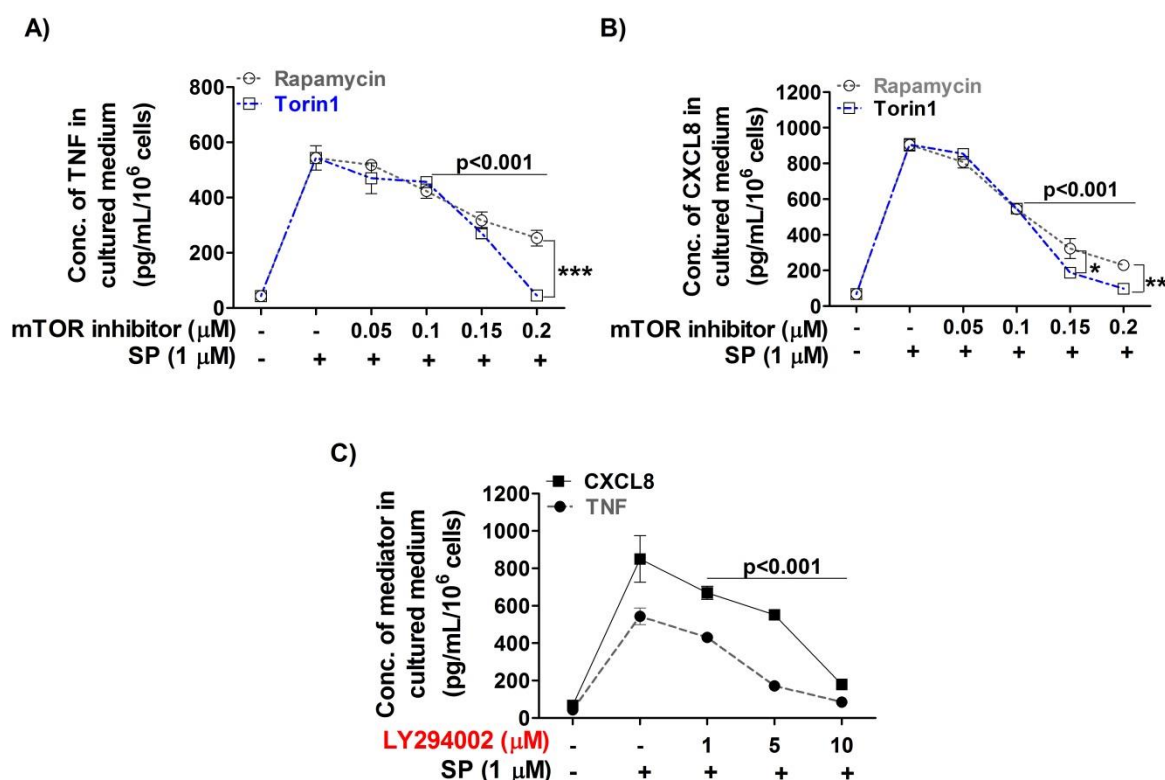 A)
Rapamycin
Torin1
Conc. of TNF in
cultured medium
(pg/mL/10⁶ cells)
800
600
400
200
0
p<0.001
***
mTOR inhibitor (μM) - - 0.05 0.1 0.15 0.2
SP (1 μM) - + + + + +
B)
Rapamycin
Torin1
Conc. of CXCL8 in
cultured medium
(pg/mL/10⁶ cells)
1200
1000
800
600
400
200
0
p<0.001
*
**
mTOR inhibitor (μM) - - 0.05 0.1 0.15 0.2
SP (1 μM) - + + + + +
C)
CXCL8
TNF
Conc. of mediator in
cultured medium
(pg/mL/10⁶ cells)
1200
1000
800
600
400
200
0
p<0.001
LY294002 (μM) - - 1 5 10
SP (1 μM) - + + + +